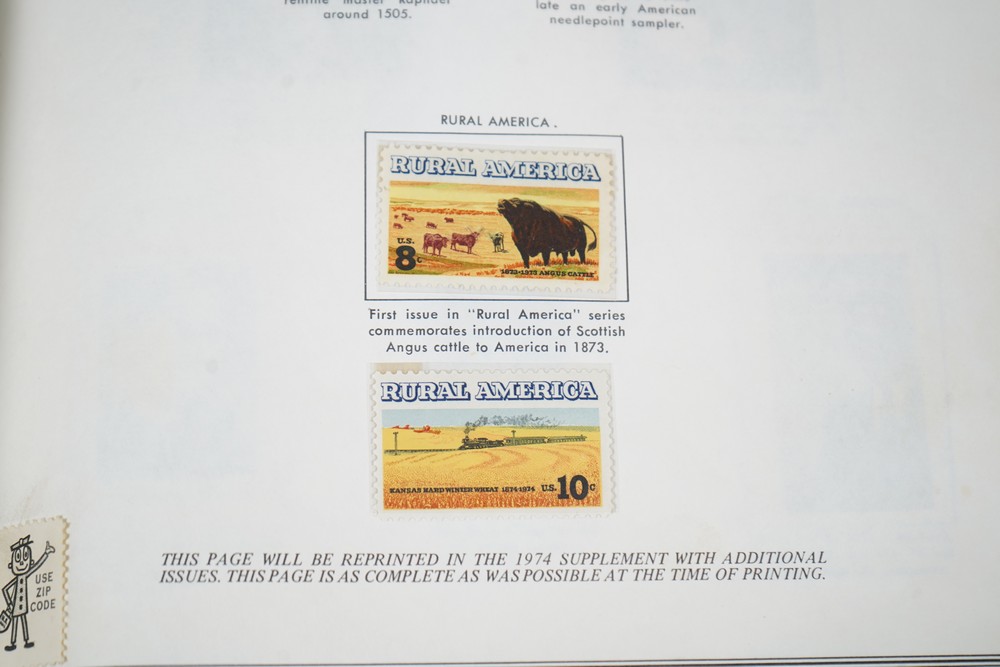 master Raphael
around 1505.
late an early American
needlepoint sampler.
RURAL AMERICA.
RURAL AMERICA
U.S.
8c
1873-1973 ANGUS CATTLE
First issue in "Rural America" series
commemorates introduction of Scottish
Angus cattle to America in 1873.
RURAL AMERICA
KANSAS HARD WINTER WHEAT 1874-1974 U.S. 10c
THIS PAGE WILL BE REPRINTED IN THE 1974 SUPPLEMENT WITH ADDITIONAL
ISSUES. THIS PAGE IS AS COMPLETE AS WAS POSSIBLE AT THE TIME OF PRINTING.
USE
ZIP
CODE